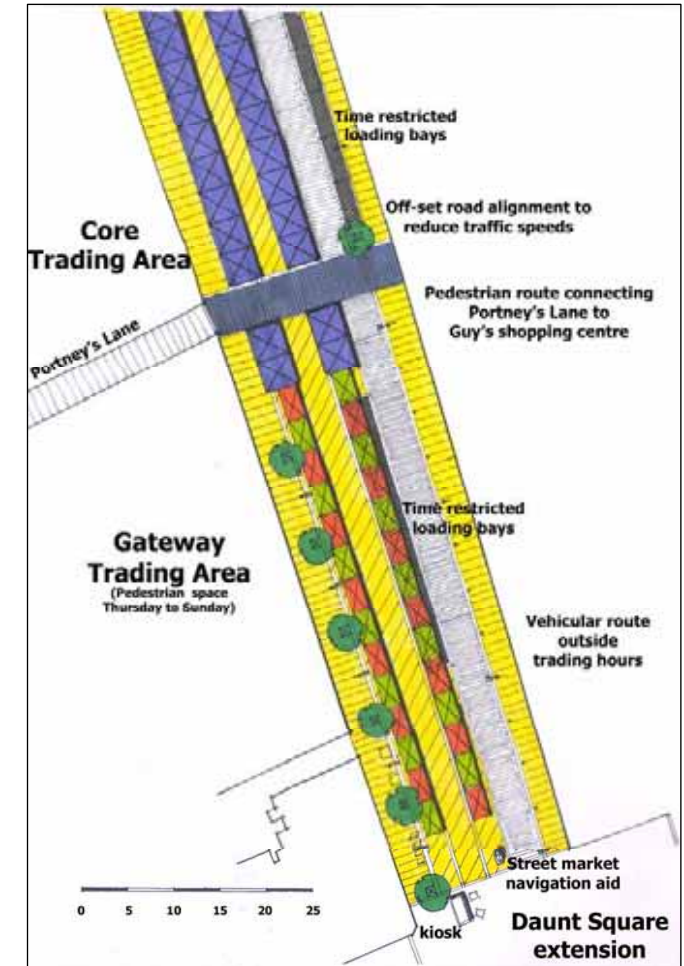 Time restricted
loading bays
Off-set road alignment to
reduce traffic speeds
Core
Trading Area
Pedestrian route connecting
Portney's Lane to
Guy's shopping centre
Portney's Lane
Time restricted
loading bays
Gateway
Trading Area
(Pedestrian space
Thursday to Sunday)
Vehicular route
outside
trading hours
Street market
navigation aid
0 5 10 15 20 25
kiosk
Daunt Square
extension